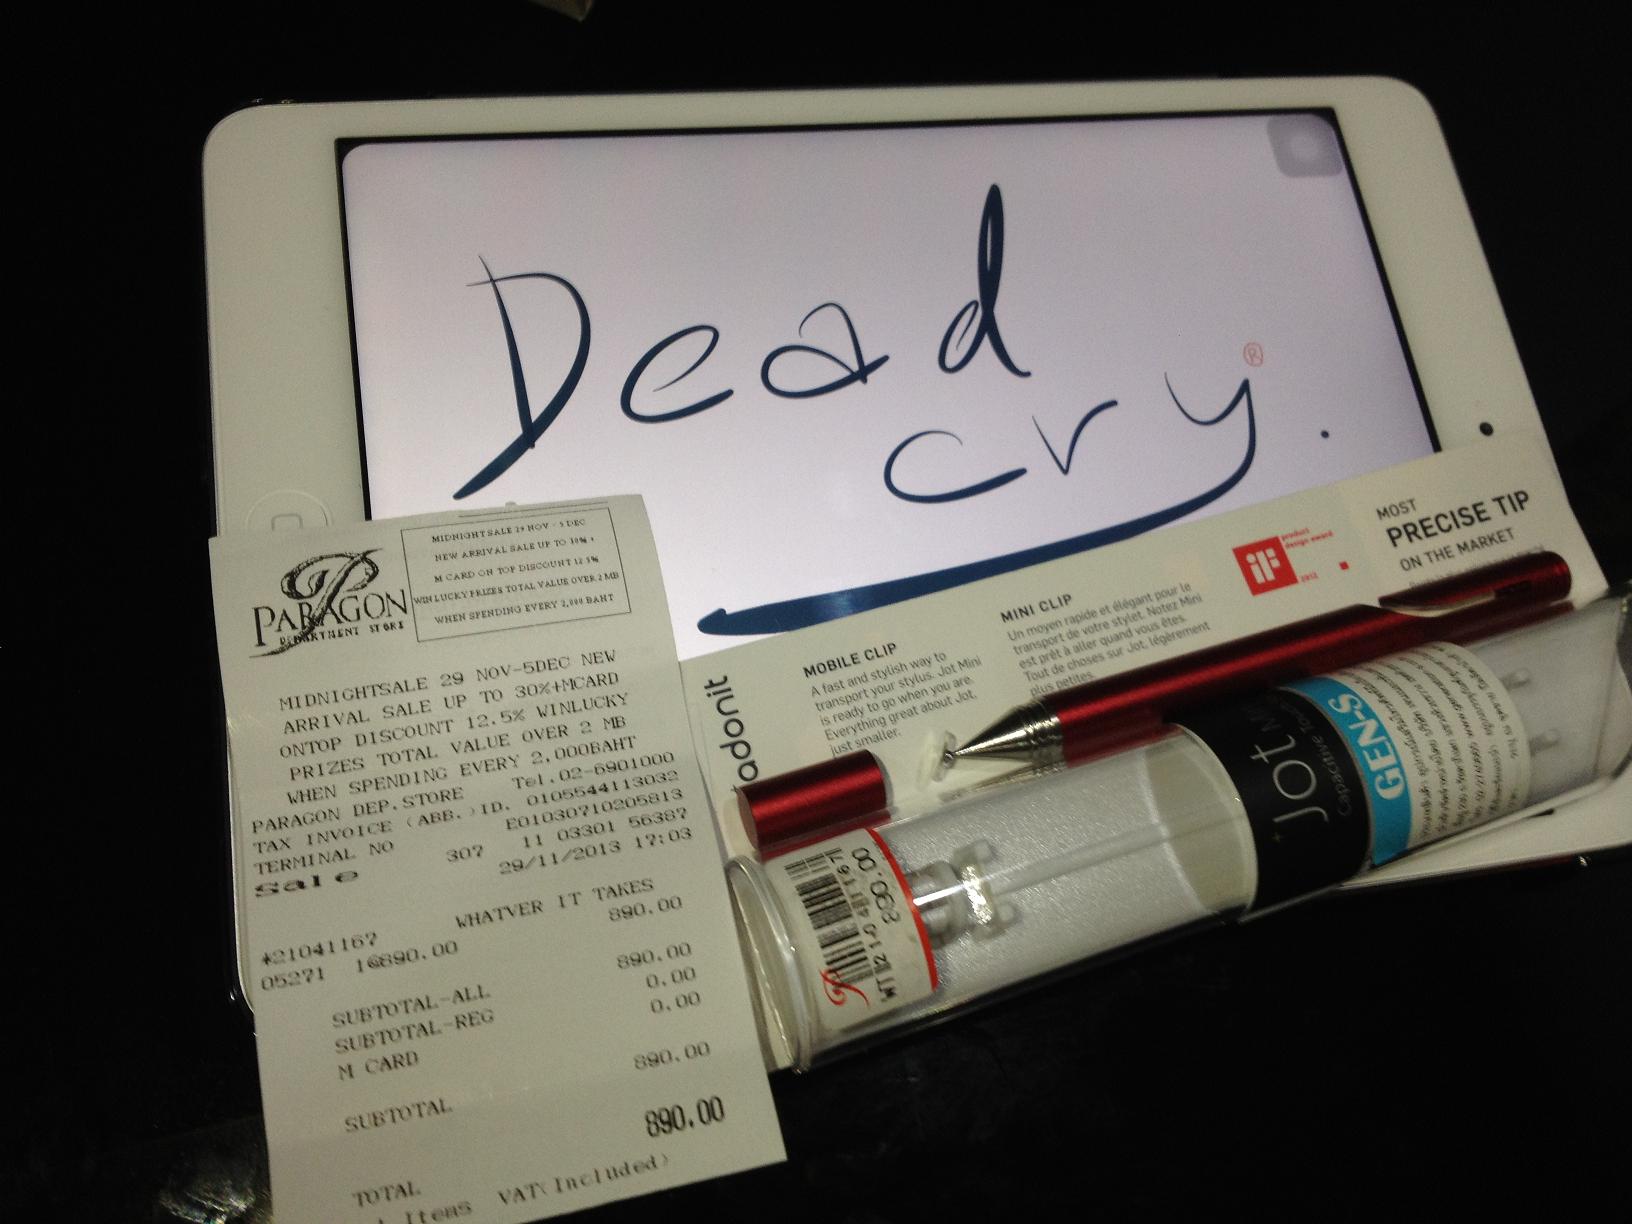 Dead
cry.
®
PARAGON
DEPARTMENT STORE
MIDNIGHTSALE 29 NOV - 5 DEC
NEW ARRIVAL SALE UP TO 30% +
M CARD ON TOP DISCOUNT 12.5%
WIN LUCKY PRIZES TOTAL VALUE OVER 2 MB
WHEN SPENDING EVERY 2,000 BAHT
MIDNIGHTSALE 29 NOV-5DEC NEW
ARRIVAL SALE UP TO 30%+MCARD
ONTOP DISCOUNT 12.5% WINLUCKY
PRIZES TOTAL VALUE OVER 2 MB
WHEN SPENDING EVERY 2,000BAHT
PARAGON DEP.STORE Tel.02-6901000
TAX INVOICE (ABB.)ID. 0105544113032
TERMINAL NO E01030710205813
Sale 307 11 03301 56387
29/11/2013 17:03
WHATVER IT TAKES
*21041167 890.00
05271 1@890.00
SUBTOTAL-ALL 890.00
SUBTOTAL-REG 0.00
M CARD 0.00
SUBTOTAL 890.00
TOTAL 890.00
Items VAT(Included)
adonit
MOBILE CLIP
A fast and stylish way to
transport your stylus. Jot Mini
is ready to go when you are.
Everything great about Jot,
just smaller.
MINI CLIP
Un moyen rapide et élégant pour le
transport de votre stylet. Notez Mini
est prêt à aller quand vous êtes.
Tout de choses sur Jot, légèrement
plus petites.
iF
product
design award
2012
MOST
PRECISE TIP
ON THE MARKET
Jot
Capacitive
GEN-S
890.00